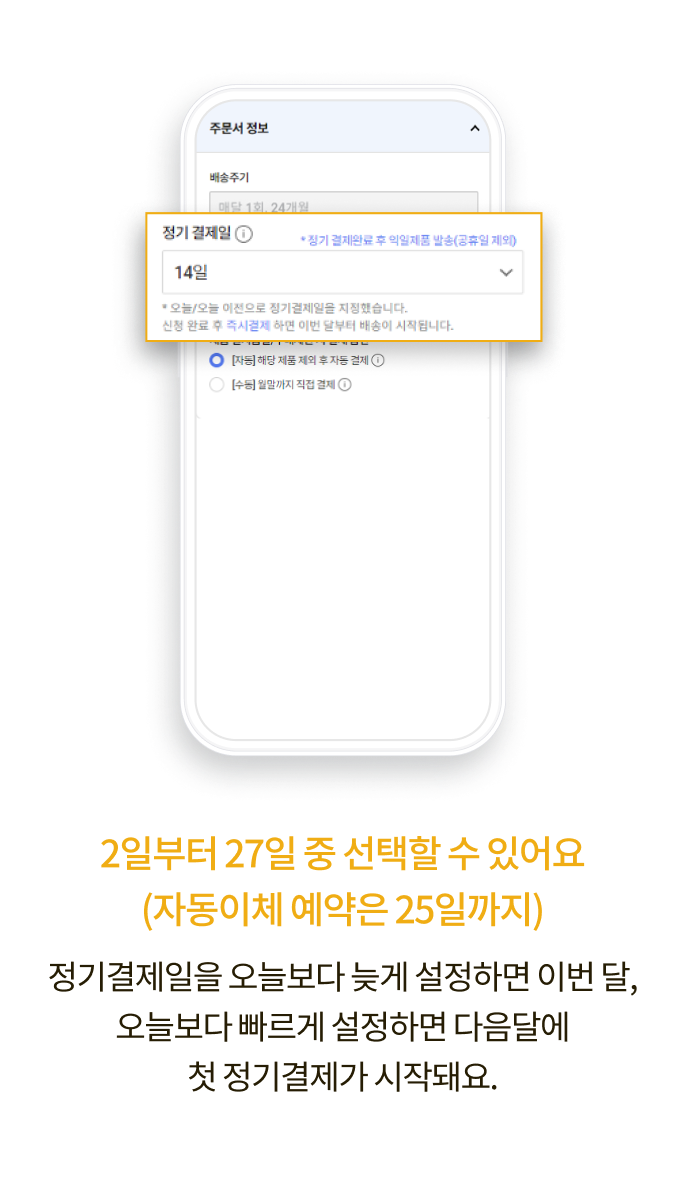 주문서 정보
배송주기
매달 1회, 24개월
정기 결제일
* 정기 결제완료 후 익일제품 발송(공휴일 제외)
14일
* 오늘/오늘 이전으로 정기결제일을 지정했습니다.
신청 완료 후 즉시결제 하면 이번 달부터 배송이 시작됩니다.
[자동] 해당 제품 제외 후 자동 결제
[수동] 월말까지 직접 결제
2일부터 27일 중 선택할 수 있어요
(자동이체 예약은 25일까지)
정기결제일을 오늘보다 늦게 설정하면 이번 달,
오늘보다 빠르게 설정하면 다음달에
첫 정기결제가 시작돼요.